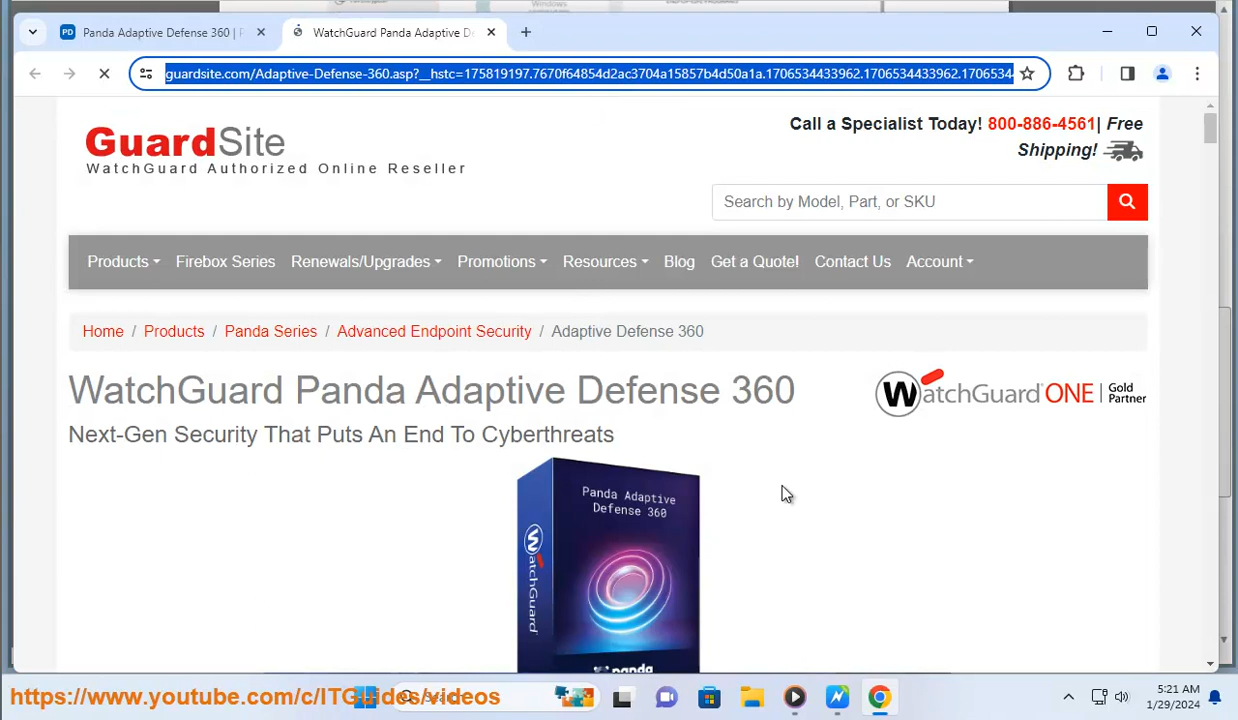 Windows
Panda Adaptive Defense 360 | P
WatchGuard Panda Adaptive D
guardsite.com/Adaptive-Defense-360.asp?__hstc=175819197.7670f64854d2ac3704a15857b4d50a1a.1706534433962.1706534433962.1706534
GuardSite
WatchGuard Authorized Online Reseller
Call a Specialist Today! 800-886-4561| Free
Shipping!
Search by Model, Part, or SKU
Products Firebox Series Renewals/Upgrades Promotions Resources Blog Get a Quote! Contact Us Account
Home / Products / Panda Series / Advanced Endpoint Security / Adaptive Defense 360
WatchGuard Panda Adaptive Defense 360
WatchGuard ONE | Gold
Partner
Next-Gen Security That Puts An End To Cyberthreats
Panda Adaptive
Defense 360
WatchGuard
panda
https://www.youtube.com/c/ITGuides/videos
5:21 AM
1/29/2024